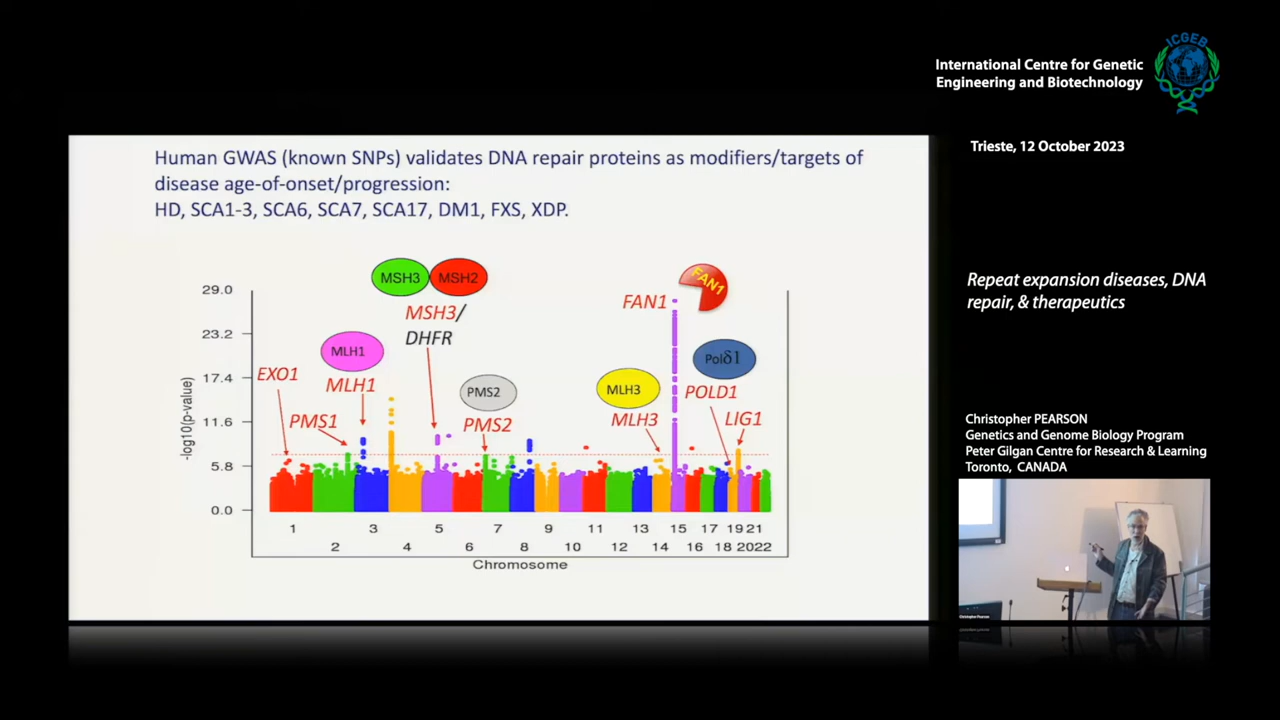 ICGEB
International Centre for Genetic
Engineering and Biotechnology
Trieste, 12 October 2023
Human GWAS (known SNPs) validates DNA repair proteins as modifiers/targets of
disease age-of-onset/progression:
HD, SCA1-3, SCA6, SCA7, SCA17, DM1, FXS, XDP.
MSH3 MSH2
FAN1
29.0
FAN1
MSH3/
DHFR
23.2
MLH1
Polδ1
17.4
EXO1
MLH1
PMS2
MLH3
POLD1
11.6
PMS1
PMS2
MLH3
LIG1
5.8
0.0
-log10(p-value)
1 3 5 7 9 11 13 15 17 19 21
2 4 6 8 10 12 14 16 18 20 22
Chromosome
Repeat expansion diseases, DNA
repair, & therapeutics
Christopher PEARSON
Genetics and Genome Biology Program
Peter Gilgan Centre for Research & Learning
Toronto, CANADA
Christopher Pearson